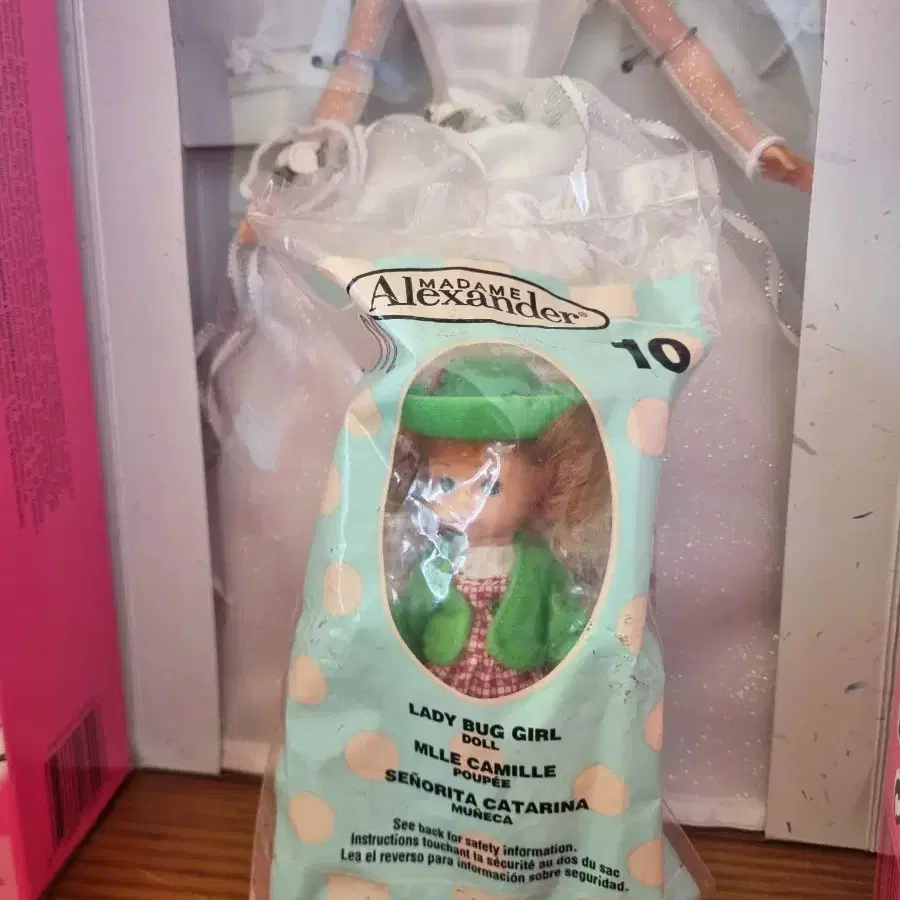 MADAME
Alexander®
10
LADY BUG GIRL
DOLL
MLLE CAMILLE
POUPÉE
SEÑORITA CATARINA
MUÑECA
See back for safety information.
Instructions touchant la sécurité au dos du sac
Lea el reverso para información sobre seguridad.